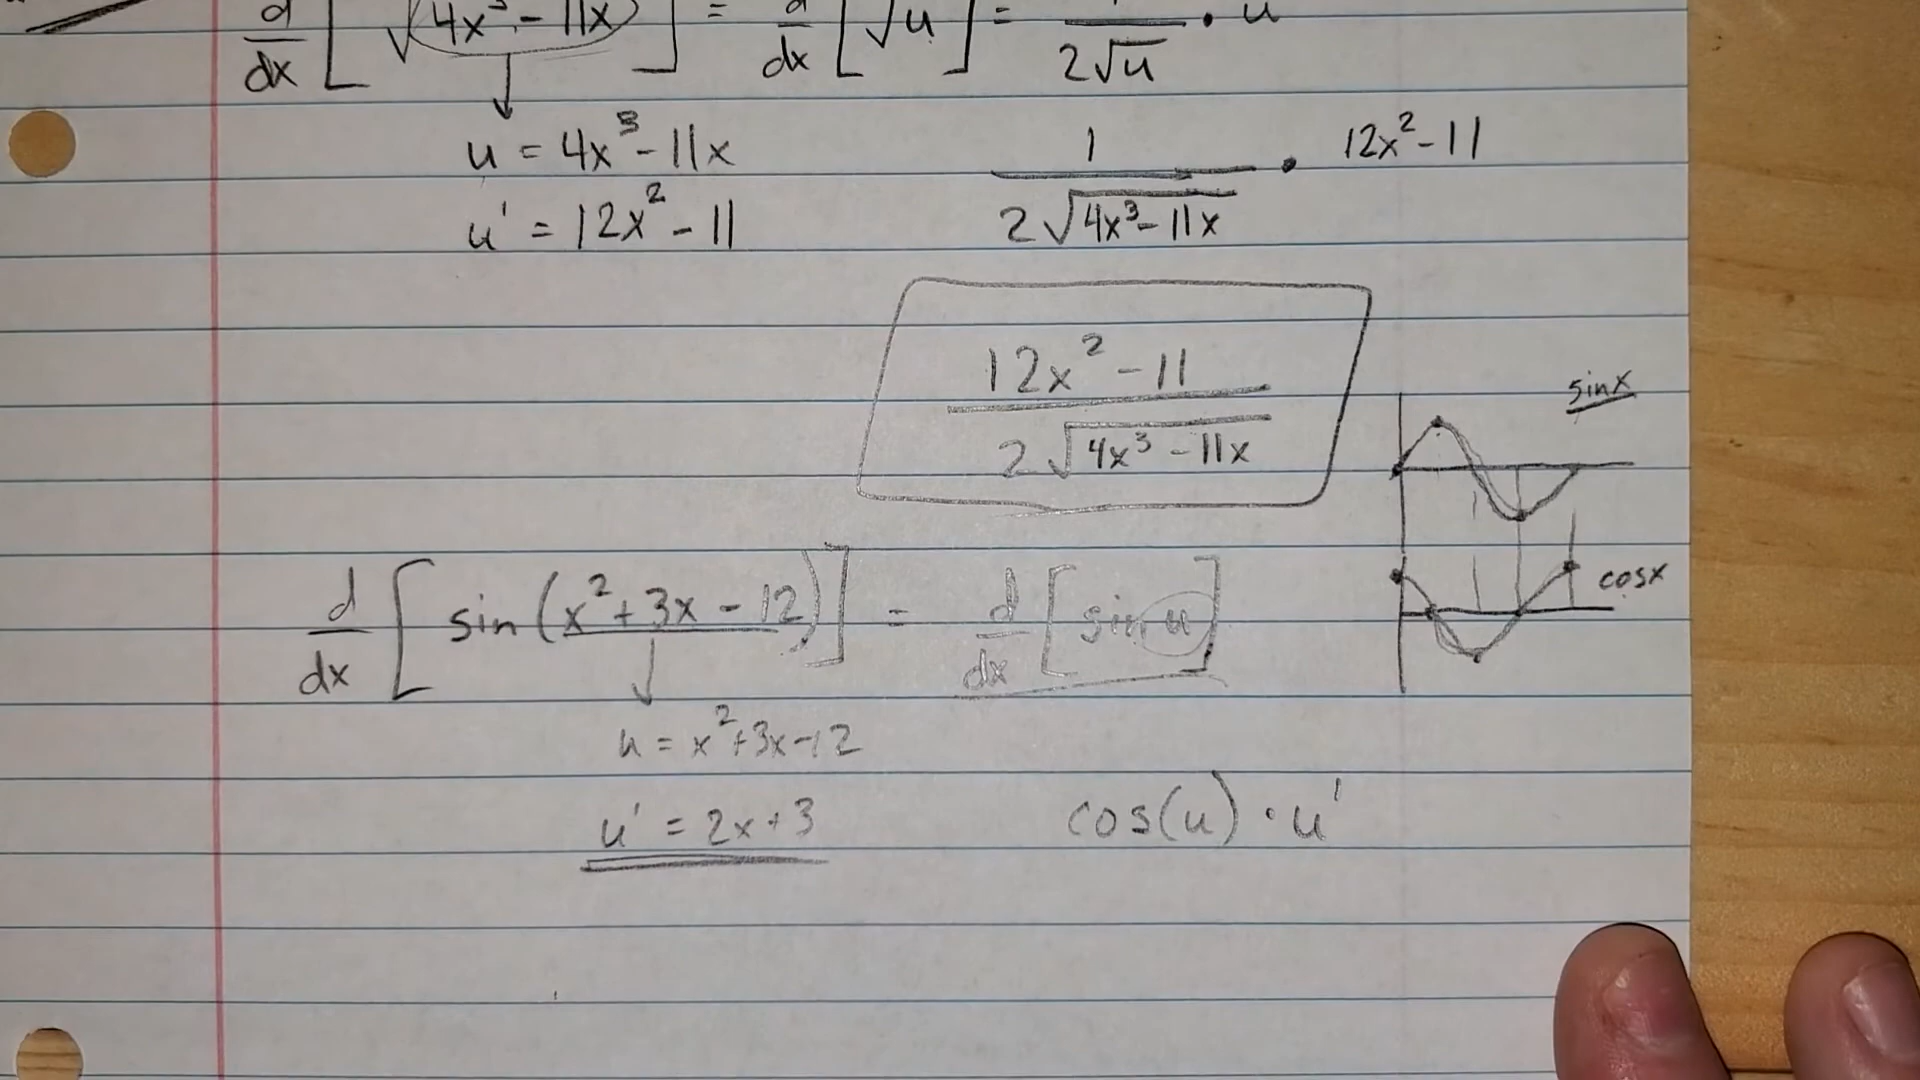 d/dx [ √(4x³ - 11x) ] = d/dx [ √u ] = 1/(2√u) · u
u = 4x³ - 11x
1/(2√(4x³ - 11x)) · 12x² - 11
u' = 12x² - 11
(12x² - 11)/(2√(4x³ - 11x))
sinx
cosx
d/dx [ sin (x² + 3x - 12) ] = d/dx [ sin u ]
u = x² + 3x - 12
u' = 2x + 3
cos(u) · u'